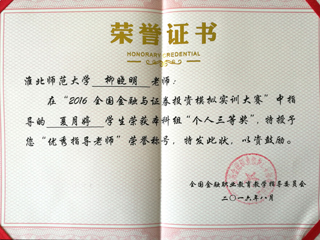 荣誉证书
HONORARY CREDENTIAL
淮北师范大学 柳晓明 老师：
在“2016 全国金融与证券投资模拟实训大赛”中指
导的 夏月婷 学生荣获本科组“个人三等奖”，特授予
您“优秀指导老师”荣誉称号，特发此状，以资鼓励。
全国金融职业教育教学指导委员会
二〇一六年八月